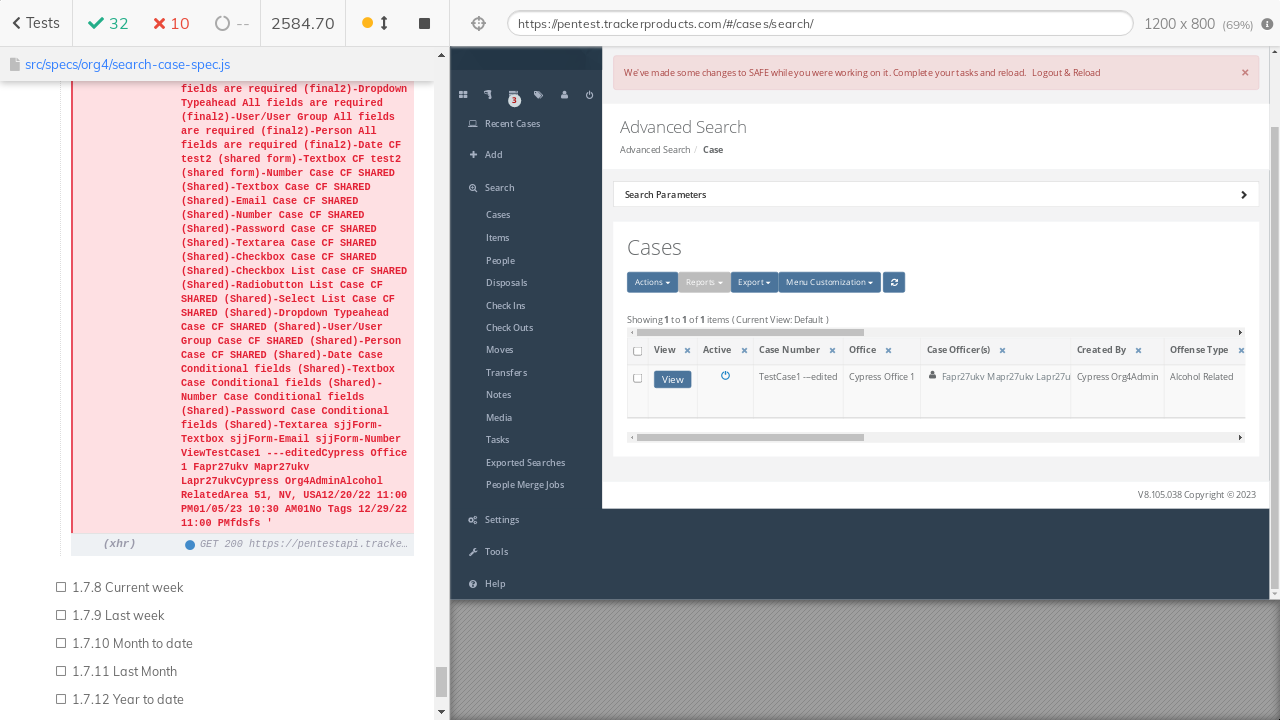 Tests
32
10
--
2584.70
https://pentest.trackerproducts.com/#/cases/search/
1200 x 800 (69%)
src/specs/org4/search-case-spec.js
fields are required (final2)-Dropdown
Typeahead All fields are required
(final2)-User/User Group All fields
are required (final2)-Person All
fields are required (final2)-Date CF
test2 (shared form)-Textbox CF test2
(shared form)-Number Case CF SHARED
(Shared)-Textbox Case CF SHARED
(Shared)-Email Case CF SHARED
(Shared)-Number Case CF SHARED
(Shared)-Password Case CF SHARED
(Shared)-Textarea Case CF SHARED
(Shared)-Checkbox Case CF SHARED
(Shared)-Checkbox List Case CF SHARED
(Shared)-Radiobutton List Case CF
SHARED (Shared)-Select List Case CF
SHARED (Shared)-Dropdown Typeahead
Case CF SHARED (Shared)-User/User
Group Case CF SHARED (Shared)-Person
Case CF SHARED (Shared)-Date Case
Conditional fields (Shared)-Textbox
Case Conditional fields (Shared)-
Number Case Conditional fields
(Shared)-Password Case Conditional
fields (Shared)-Textarea sjjForm-
Textbox sjjForm-Email sjjForm-Number
ViewTestCase1 ---editedCypress Office
1 Fapr27ukv Mapr27ukv
Lapr27ukvCypress Org4AdminAlcohol
RelatedArea 51, NV, USA12/20/22 11:00
PM01/05/23 10:30 AM01No Tags 12/29/22
11:00 PMfdsfs '
(xhr) GET 200 https://pentestapi.tracke…
1.7.8 Current week
1.7.9 Last week
1.7.10 Month to date
1.7.11 Last Month
1.7.12 Year to date
3
Recent Cases
Add
Search
Cases
Items
People
Disposals
Check Ins
Check Outs
Moves
Transfers
Notes
Media
Tasks
Exported Searches
People Merge Jobs
Settings
Tools
Help
We've made some changes to SAFE while you were working on it. Complete your tasks and reload. Logout & Reload ×
Advanced Search
Advanced Search / Case
Search Parameters
Cases
Actions Reports Export Menu Customization
Showing 1 to 1 of 1 items ( Current View: Default )
View Active Case Number Office Case Officer(s) Created By Offense Type
View TestCase1 ---edited Cypress Office 1 Fapr27ukv Mapr27ukv Lapr27u Cypress Org4Admin Alcohol Related
V8.105.038 Copyright © 2023